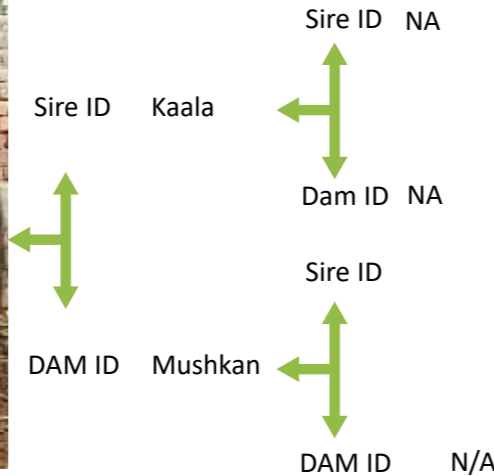 Sire ID NA
Sire ID Kaala
Dam ID NA
Sire ID
DAM ID Mushkan
DAM ID N/A